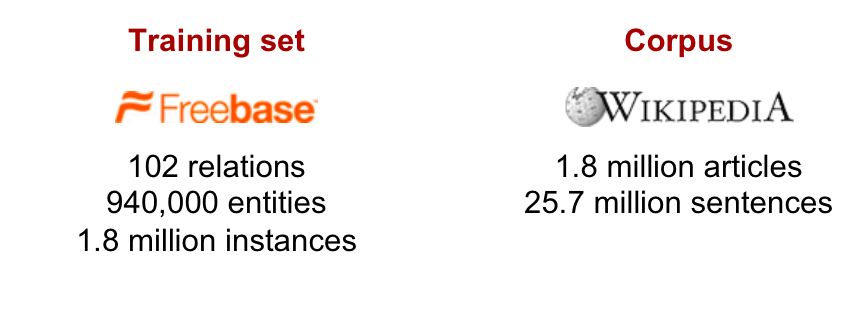 Training set
Freebase
102 relations
940,000 entities
1.8 million instances
Corpus
WIKIPEDIA
1.8 million articles
25.7 million sentences